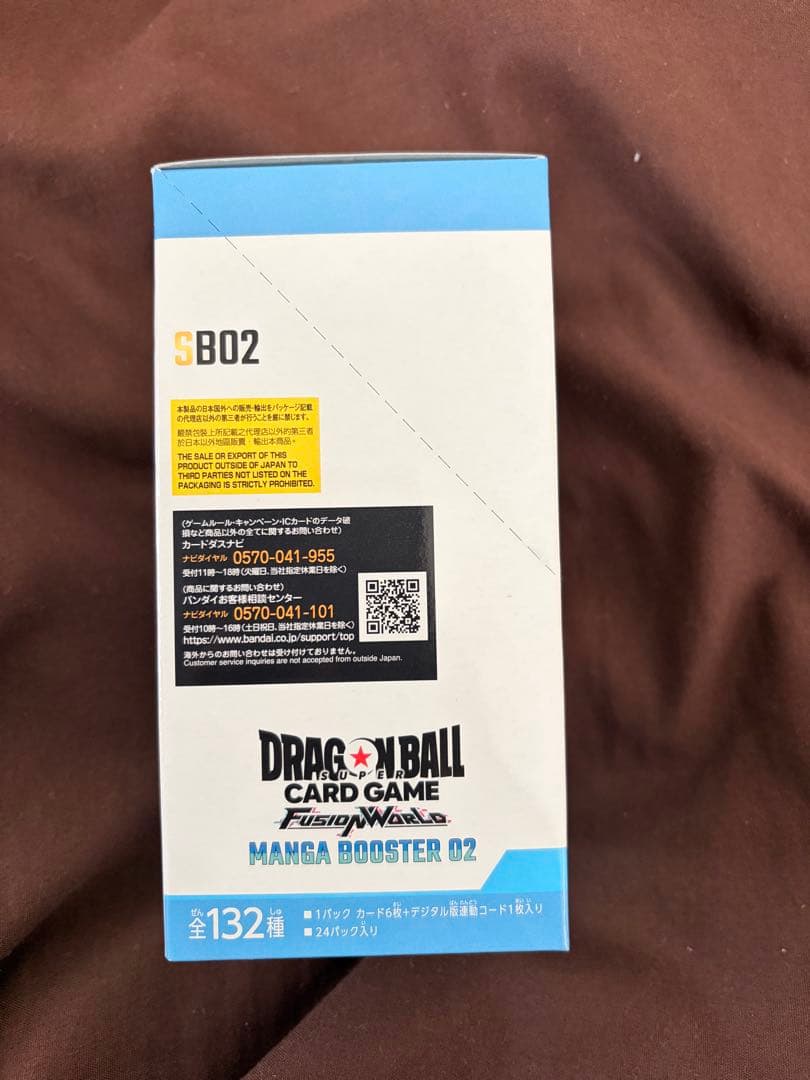 SB02
本製品の日本国外への販売・輸出をパッケージ記載
の代理店以外の第三者が行うことを厳に禁じます。
嚴禁包裝上所記載之代理店以外的第三者
於日本以外地區販賣・輸出本商品。
THE SALE OR EXPORT OF THIS
PRODUCT OUTSIDE OF JAPAN TO
THIRD PARTIES NOT LISTED ON THE
PACKAGING IS STRICTLY PROHIBITED.
(ゲームルール・キャンペーン・ICカードのデータ破
損など商品以外の全てに関するお問い合わせ)
カードダスナビ
ナビダイヤル 0570-041-955
受付11時~18時(火曜日、当社指定休業日を除く)
(商品に関するお問い合わせ)
バンダイお客様相談センター
ナビダイヤル 0570-041-101
受付10時~16時(土日祝日、当社指定休業日を除く)
https://www.bandai.co.jp/support/top
海外からのお問い合わせは受け付けておりません。
Customer service inquiries are not accepted from outside Japan.
DRAGON BALL
SUPER
CARD GAME
FUSION WORLD
MANGA BOOSTER 02
ぜん しゅ
全132種
まい ばんれんどう まいい
■ 1パック カード6枚+デジタル版連動コード1枚入り
■ 24パック入り